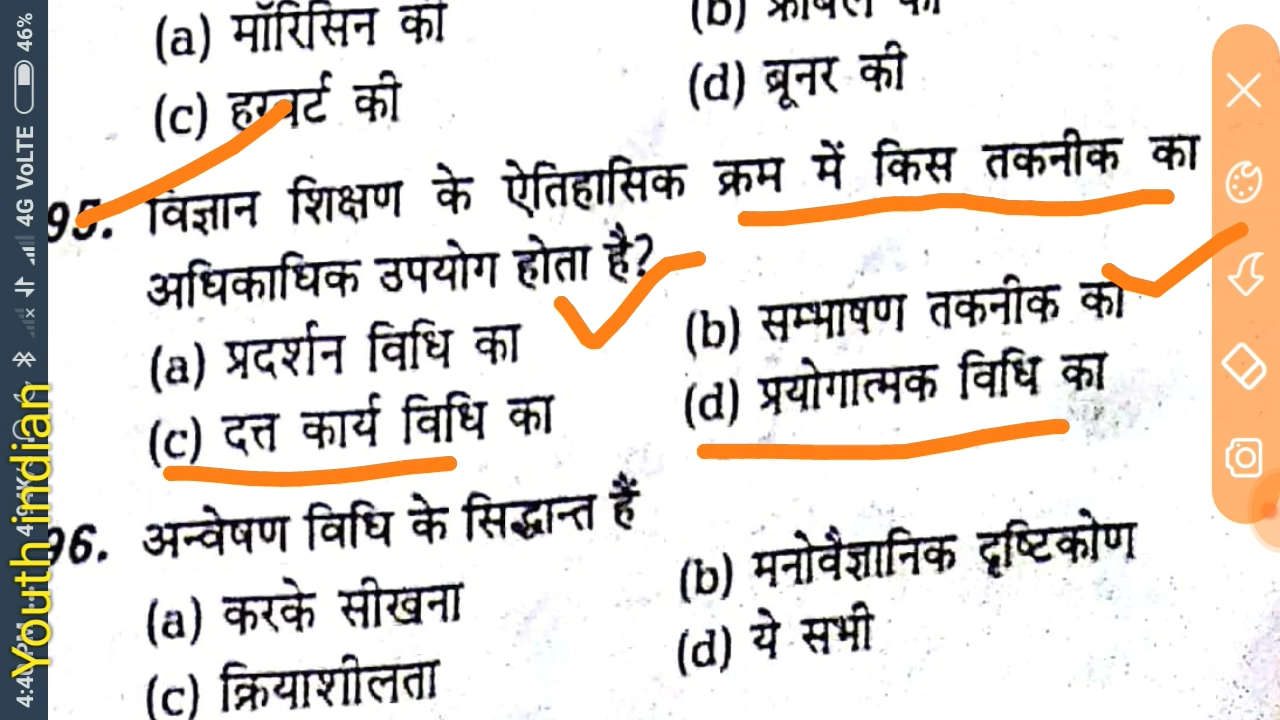 (a) मॉरिसन की
(c) हरबर्ट की
(d) ब्रूनर की
95. विज्ञान शिक्षण के ऐतिहासिक क्रम में किस तकनीक का
अधिकाधिक उपयोग होता है?
(a) प्रदर्शन विधि का
(b) सम्भाषण तकनीक का
(c) दत्त कार्य विधि का
(d) प्रयोगात्मक विधि का
96. अन्वेषण विधि के सिद्धान्त हैं
(a) करके सीखना
(b) मनोवैज्ञानिक दृष्टिकोण
(c) क्रियाशीलता
(d) ये सभी
46%
4G VoLTE
Youth indian